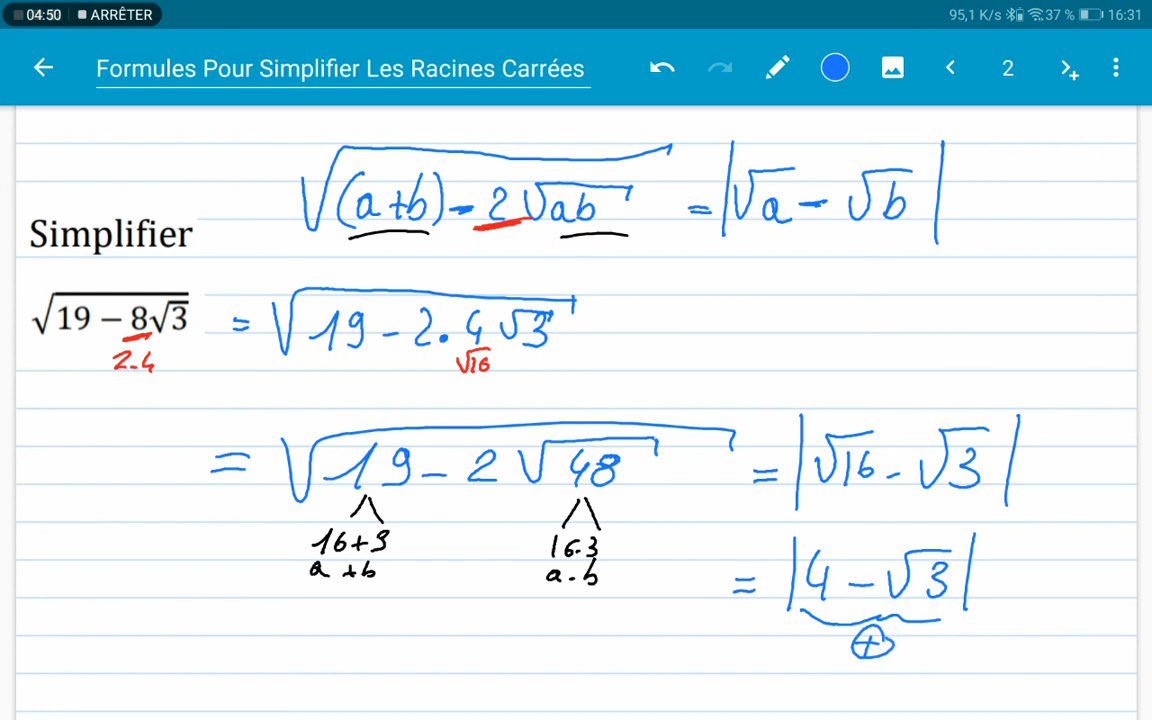 04:50 ARRÊTER 95,1 K/s 37 % 16:31
Formules Pour Simplifier Les Racines Carrées 2
√((a+b) - 2√ab) = |√a - √b|
Simplifier
√(19 − 8√3) = √(19 - 2·4√3)
2·4 √16
= √(19 - 2√48) = |√16 - √3|
16+3 16·3
a+b a·b
= |4 - √3|
+